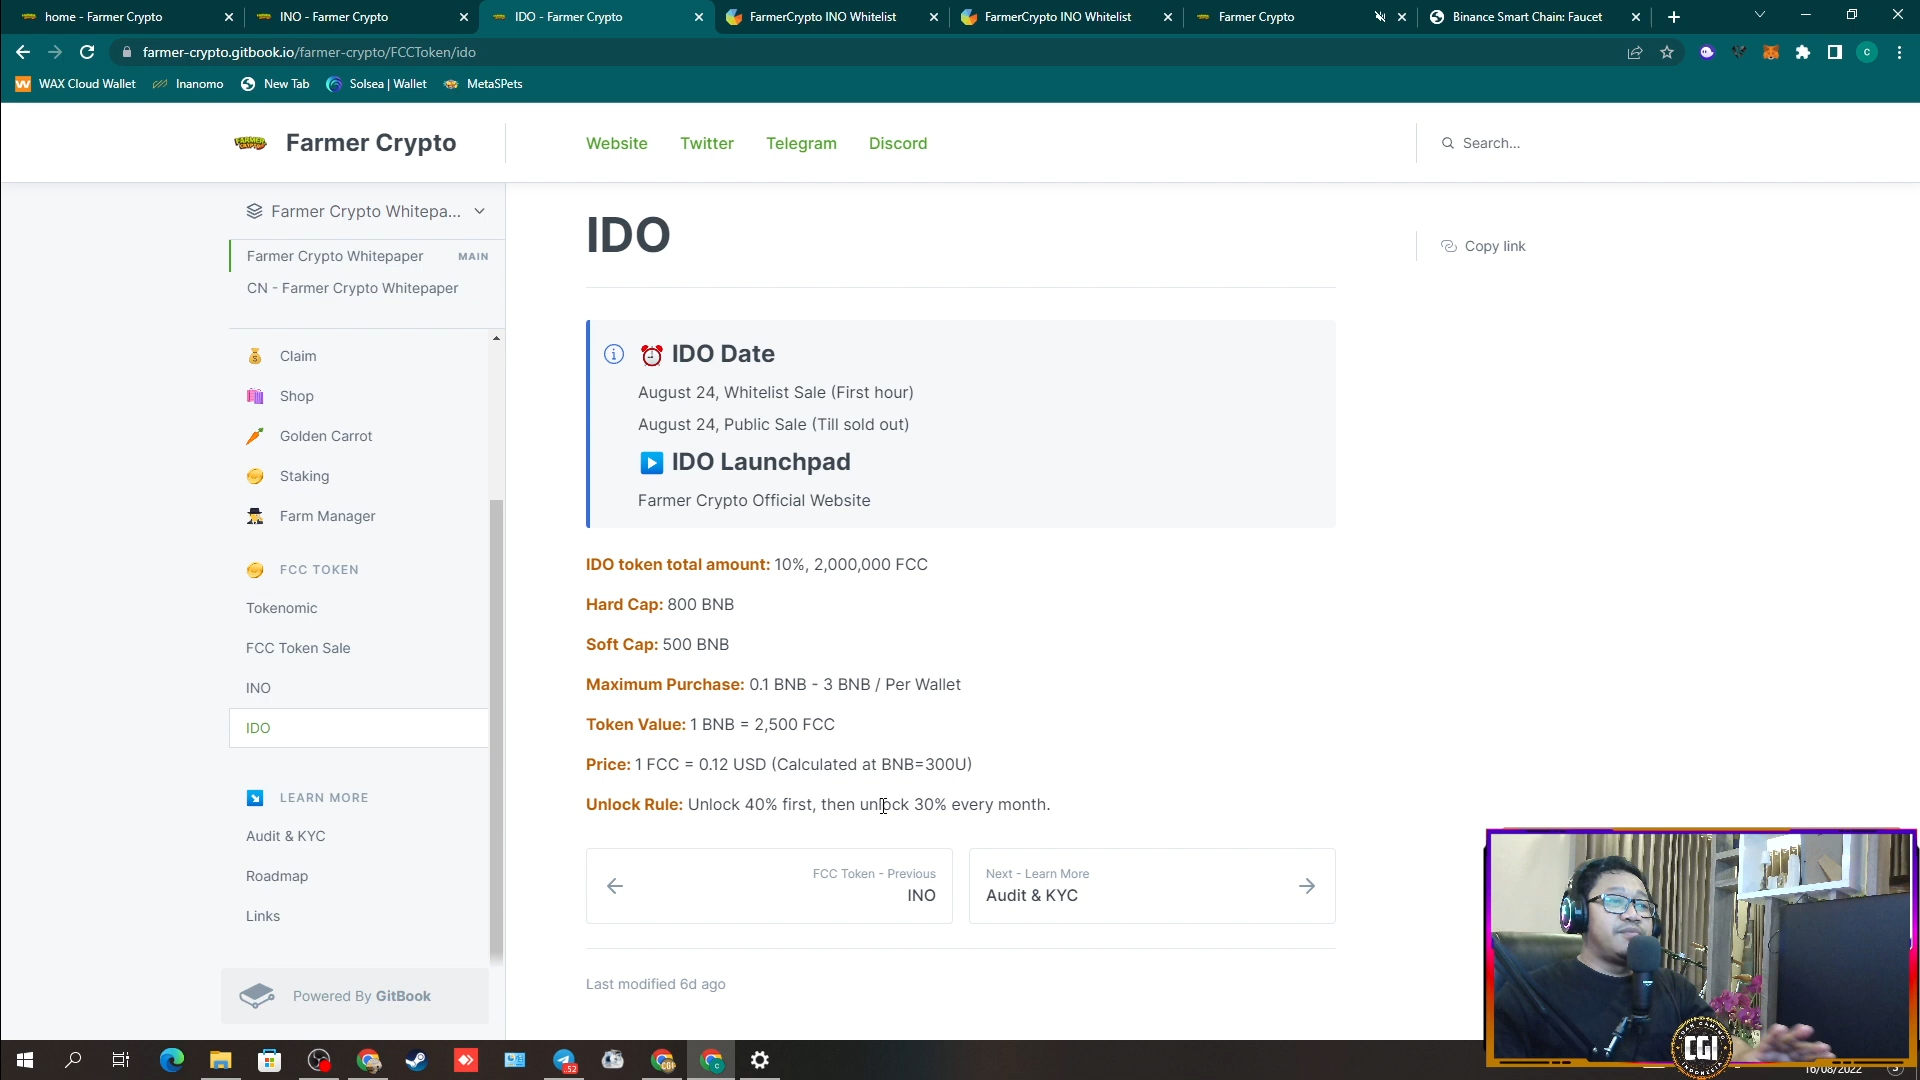 home - Farmer Crypto
INO - Farmer Crypto
IDO - Farmer Crypto
FarmerCrypto INO Whitelist
FarmerCrypto INO Whitelist
Farmer Crypto
Binance Smart Chain: Faucet
farmer-crypto.gitbook.io/farmer-crypto/FCCToken/ido
WAX Cloud Wallet
Inanomo
New Tab
Solsea | Wallet
MetaSPets
Farmer Crypto
Website
Twitter
Telegram
Discord
Search...
Farmer Crypto Whitepa...
Farmer Crypto Whitepaper MAIN
CN - Farmer Crypto Whitepaper
Claim
Shop
Golden Carrot
Staking
Farm Manager
FCC TOKEN
Tokenomic
FCC Token Sale
INO
IDO
LEARN MORE
Audit & KYC
Roadmap
Links
Powered By GitBook
IDO
Copy link
IDO Date
August 24, Whitelist Sale (First hour)
August 24, Public Sale (Till sold out)
IDO Launchpad
Farmer Crypto Official Website
IDO token total amount: 10%, 2,000,000 FCC
Hard Cap: 800 BNB
Soft Cap: 500 BNB
Maximum Purchase: 0.1 BNB - 3 BNB / Per Wallet
Token Value: 1 BNB = 2,500 FCC
Price: 1 FCC = 0.12 USD (Calculated at BNB=300U)
Unlock Rule: Unlock 40% first, then unlock 30% every month.
FCC Token - Previous
INO
Next - Learn More
Audit & KYC
Last modified 6d ago
CGI
16/08/2022